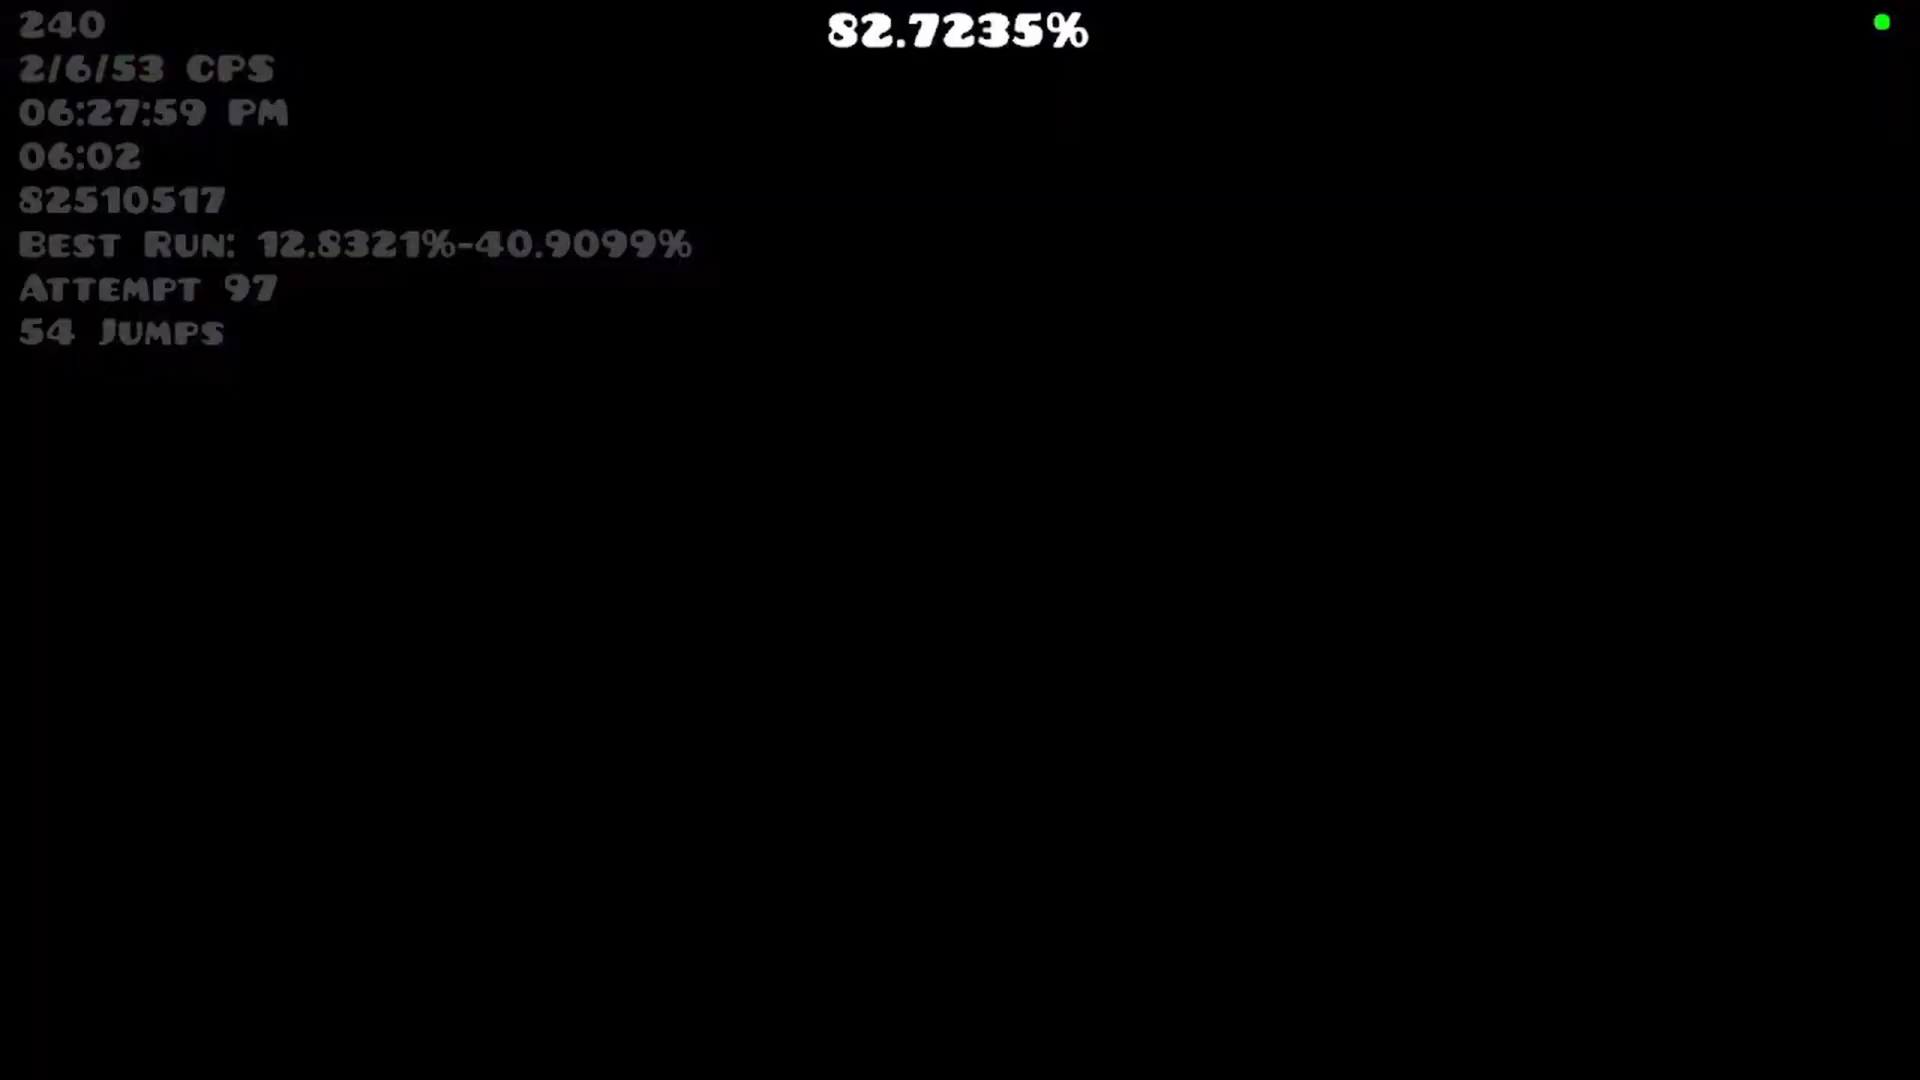 240
82.7235%
2/6/53 CPS
06:27:59 PM
06:02
82510517
Best Run: 12.8321%-40.9099%
Attempt 97
54 Jumps